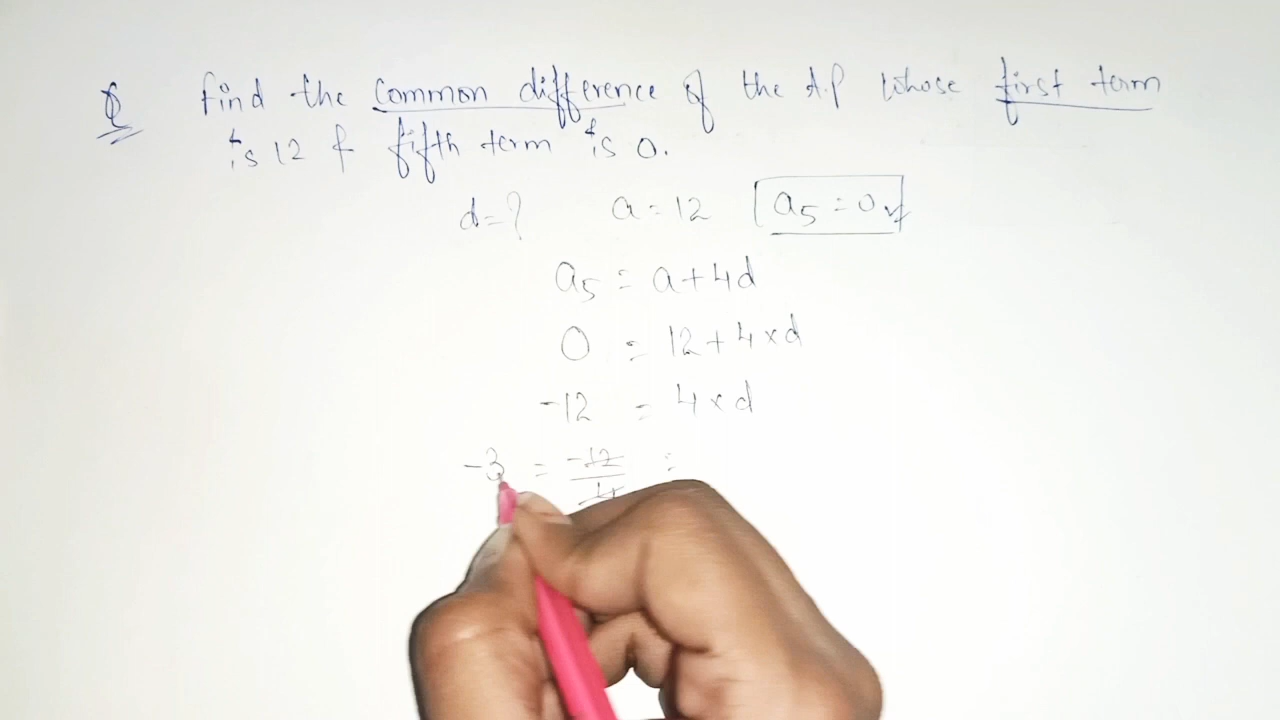 Q Find the Common difference of the A.P whose first term
is 12 & fifth term is 0.
d=? a=12 a5=0
a5 = a+4d
0 = 12+4×d
-12 = 4×d
-3 = -12/4 =